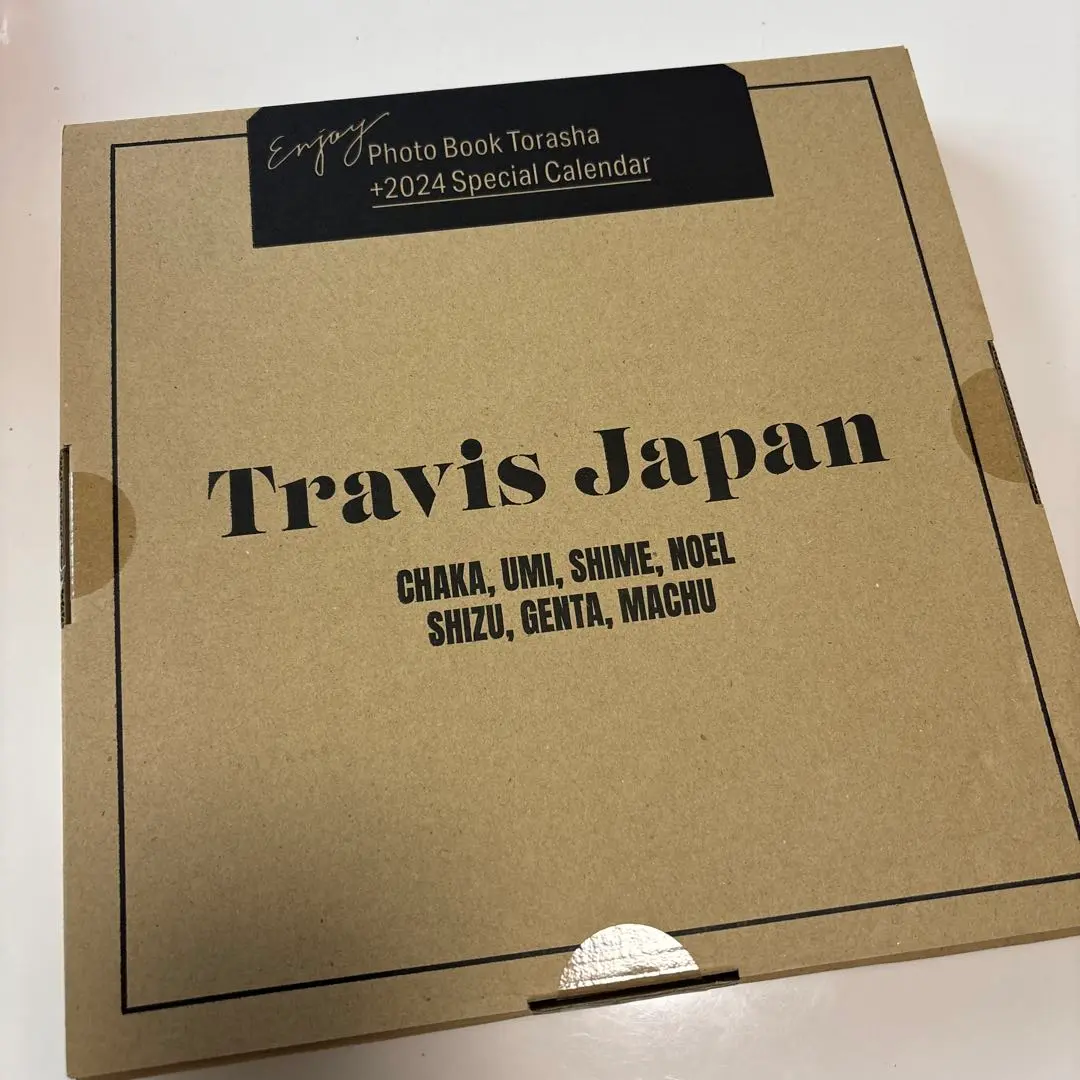 Enjoy Photo Book Torasha
+2024 Special Calendar
Travis Japan
CHAKA, UMI, SHIME, NOEL
SHIZU, GENTA, MACHU